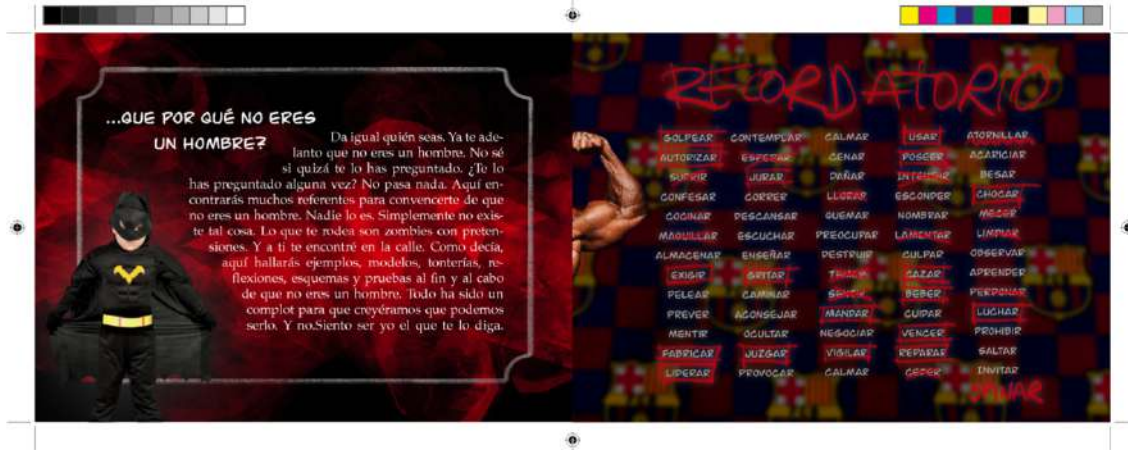 ...QUE POR QUÉ NO ERES
UN HOMBRE?
Da igual quién seas. Ya te ade-
lanto que no eres un hombre. No sé
si quizá te lo has preguntado. ¿Te lo
has preguntado alguna vez? No pasa nada. Aquí en-
contrarás muchos referentes para convencerte de que
no eres un hombre. Nadie lo es. Simplemente no exis-
te tal cosa. Lo que te rodea son zombies con preten-
siones. Y a ti te encontré en la calle. Como decía,
aquí hallarás ejemplos, modelos, tonterías, re-
flexiones, esquemas y pruebas al fin y al cabo
de que no eres un hombre. Todo ha sido un
complot para que creyéramos que podemos
serlo. Y no.Siento ser yo el que te lo diga.
RECORDATORIO
GOLPEAR CONTEMPLAR CALMAR USAR ATORNILLAR
AUTORIZAR ESPERAR CENAR POSEER ACARICIAR
SUFRIR JURAR DAÑAR INTENTAR BESAR
CONFESAR CORRER LLORAR ESCONDER CHOCAR
COCINAR DESCANSAR QUEMAR NOMBRAR MECER
MAQUILLAR ESCUCHAR PREOCUPAR LAMENTAR LIMPIAR
ALMACENAR ENSEÑAR DESTRUIR CULPAR OBSERVAR
EXIGIR GRITAR CAZAR APRENDER
PELEAR CAMINAR BEBER PERDONAR
PREVER ACONSEJAR MANDAR CUIDAR LUCHAR
MENTIR OCULTAR NEGOCIAR VENCER PROHIBIR
FABRICAR JUZGAR VIGILAR REPARAR SALTAR
LIDERAR PROVOCAR CALMAR CEDER INVITAR